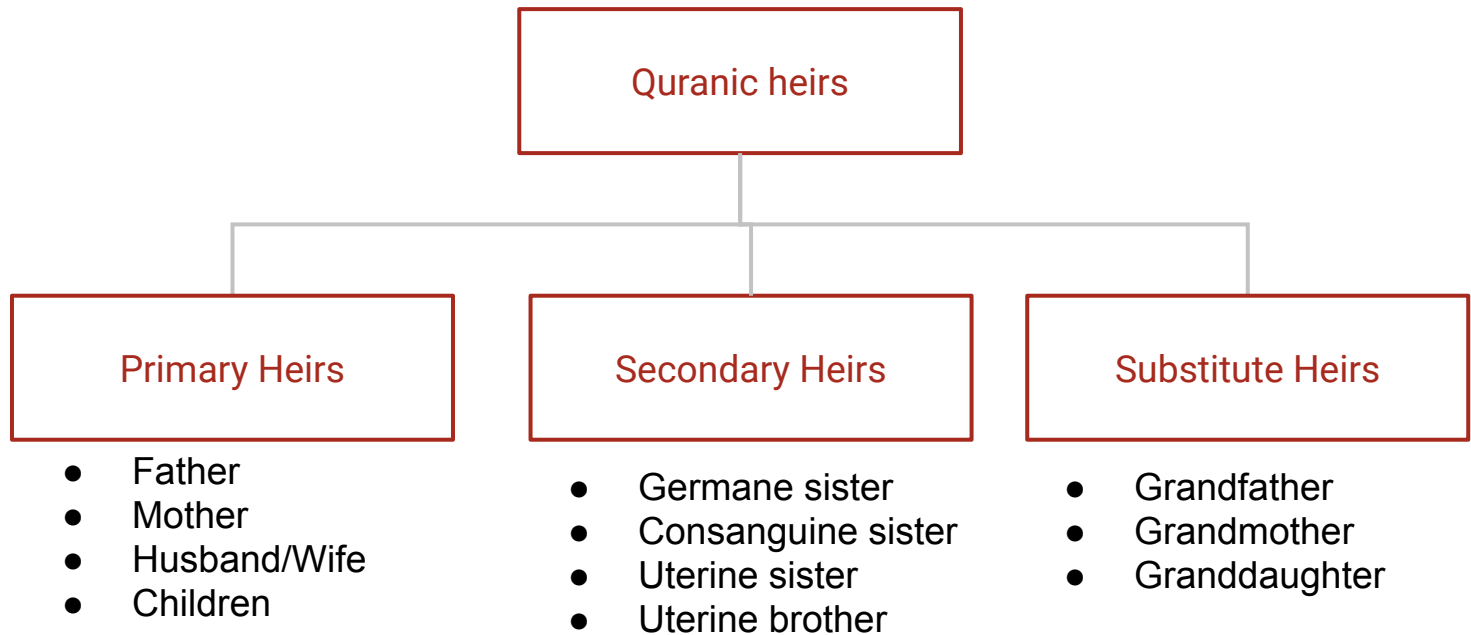 Quranic heirs
Primary Heirs
● Father
● Mother
● Husband/Wife
● Children
Secondary Heirs
● Germane sister
● Consanguine sister
● Uterine sister
● Uterine brother
Substitute Heirs
● Grandfather
● Grandmother
● Granddaughter